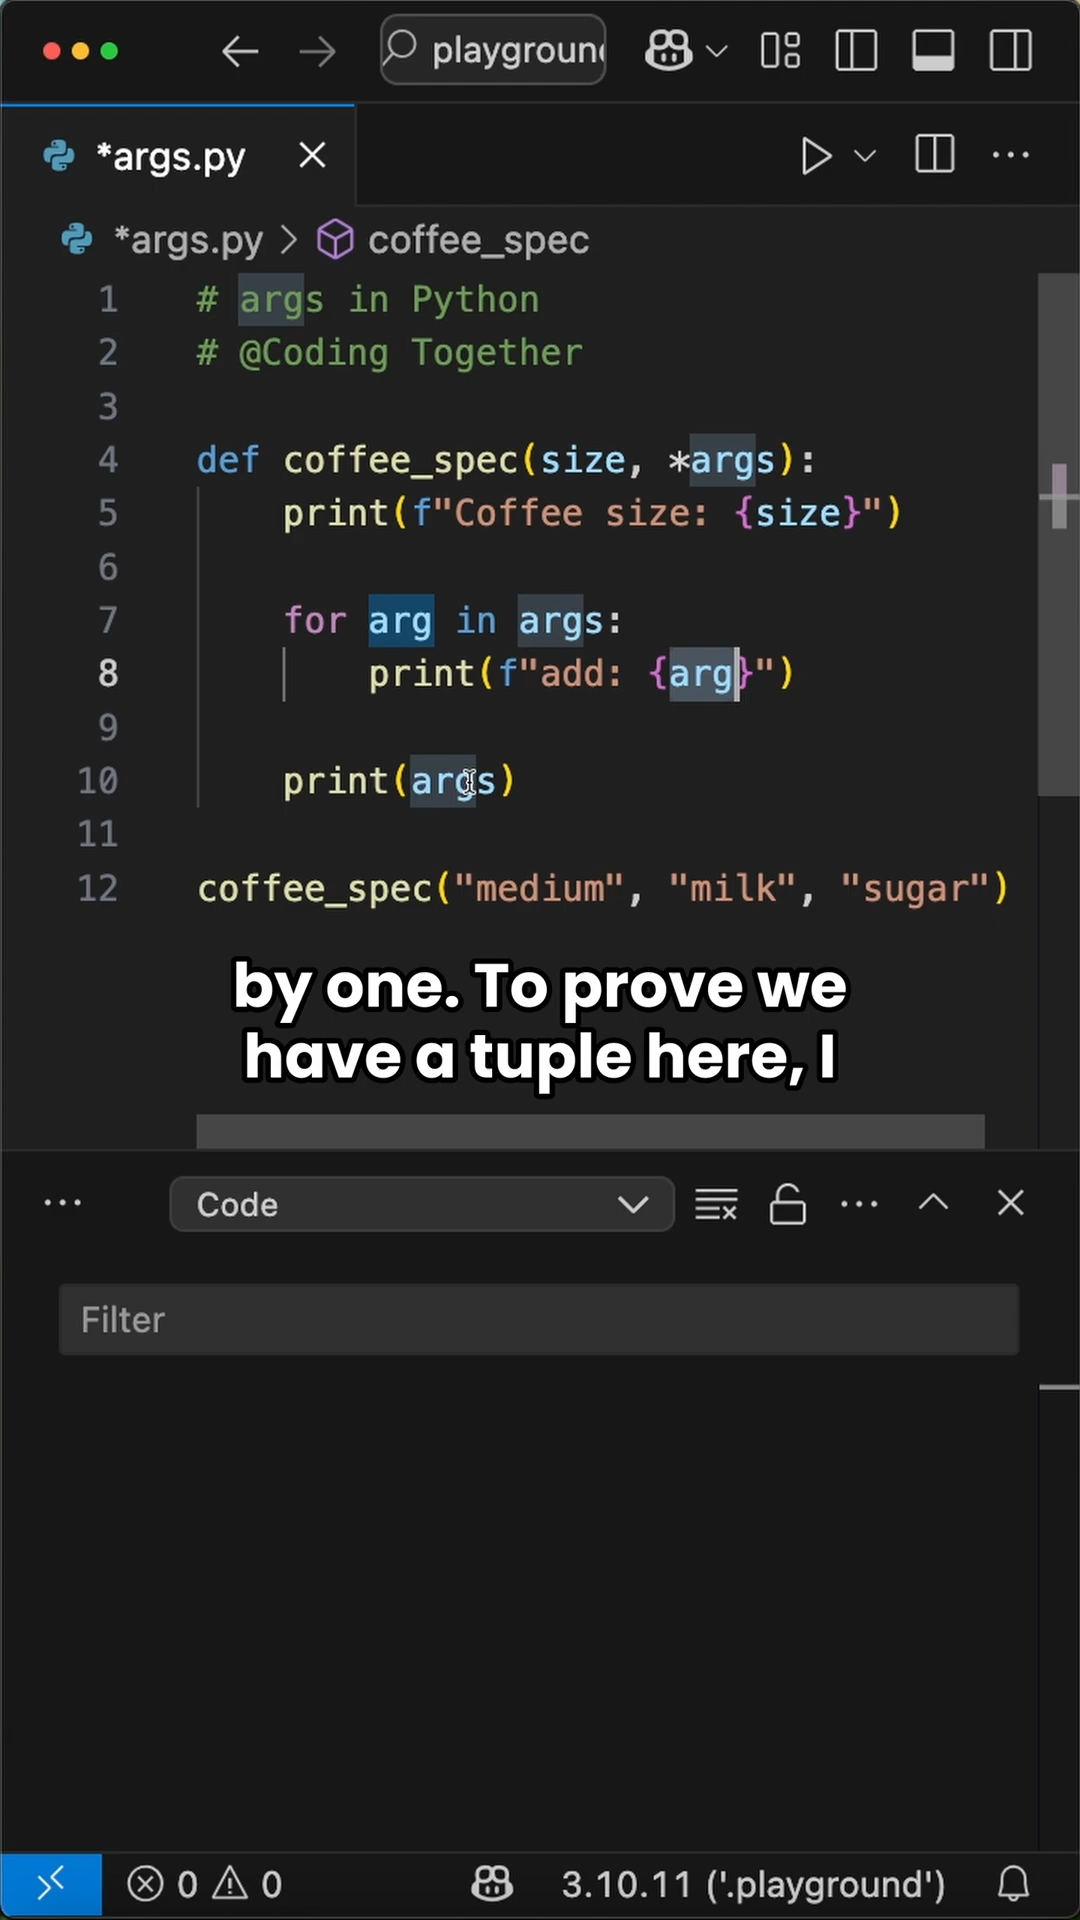 playground
*args.py
*args.py > coffee_spec
1 # args in Python
2 # @Coding Together
3
4 def coffee_spec(size, *args):
5     print(f"Coffee size: {size}")
6
7     for arg in args:
8         print(f"add: {arg}")
9
10     print(args)
11
12 coffee_spec("medium", "milk", "sugar")
by one. To prove we
have a tuple here, I
Code
Filter
0 0 3.10.11 ('.playground')